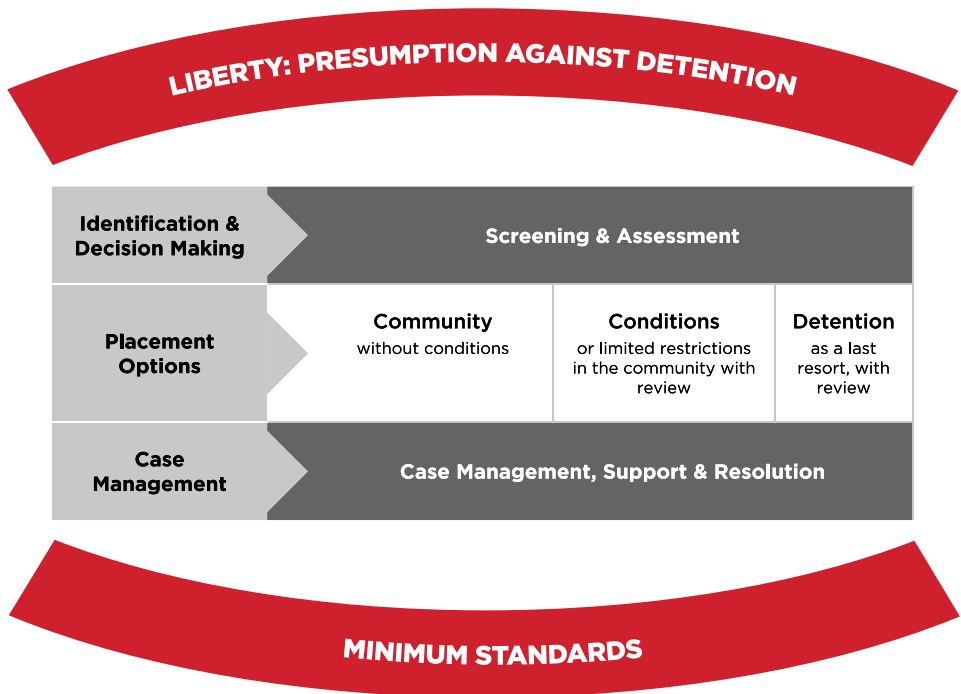 LIBERTY: PRESUMPTION AGAINST DETENTION
Identification &
Decision Making
Screening & Assessment
Placement
Options
Community
without conditions
Conditions
or limited restrictions
in the community with
review
Detention
as a last
resort, with
review
Case
Management
Case Management, Support & Resolution
MINIMUM STANDARDS